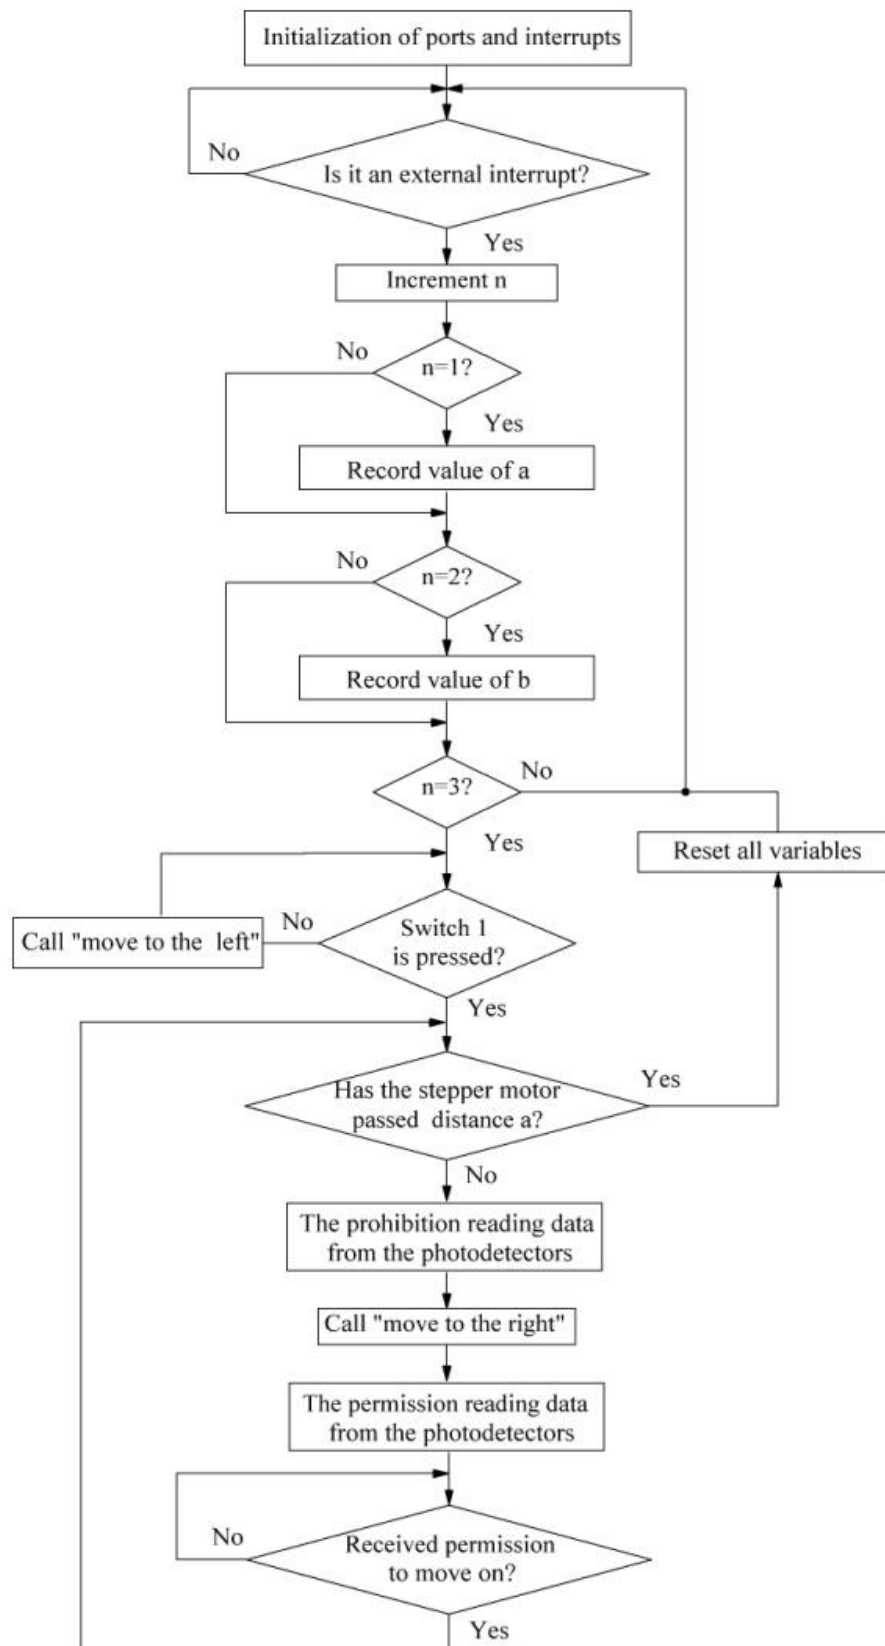 Initialization of ports and interrupts
No
Is it an external interrupt?
Yes
Increment n
No
n=1?
Yes
Record value of a
No
n=2?
Yes
Record value of b
n=3?
No
Yes
Reset all variables
Call "move to the left"
No
Switch 1
is pressed?
Yes
Has the stepper motor
passed distance a?
Yes
No
The prohibition reading data
from the photodetectors
Call "move to the right"
The permission reading data
from the photodetectors
No
Received permission
to move on?
Yes